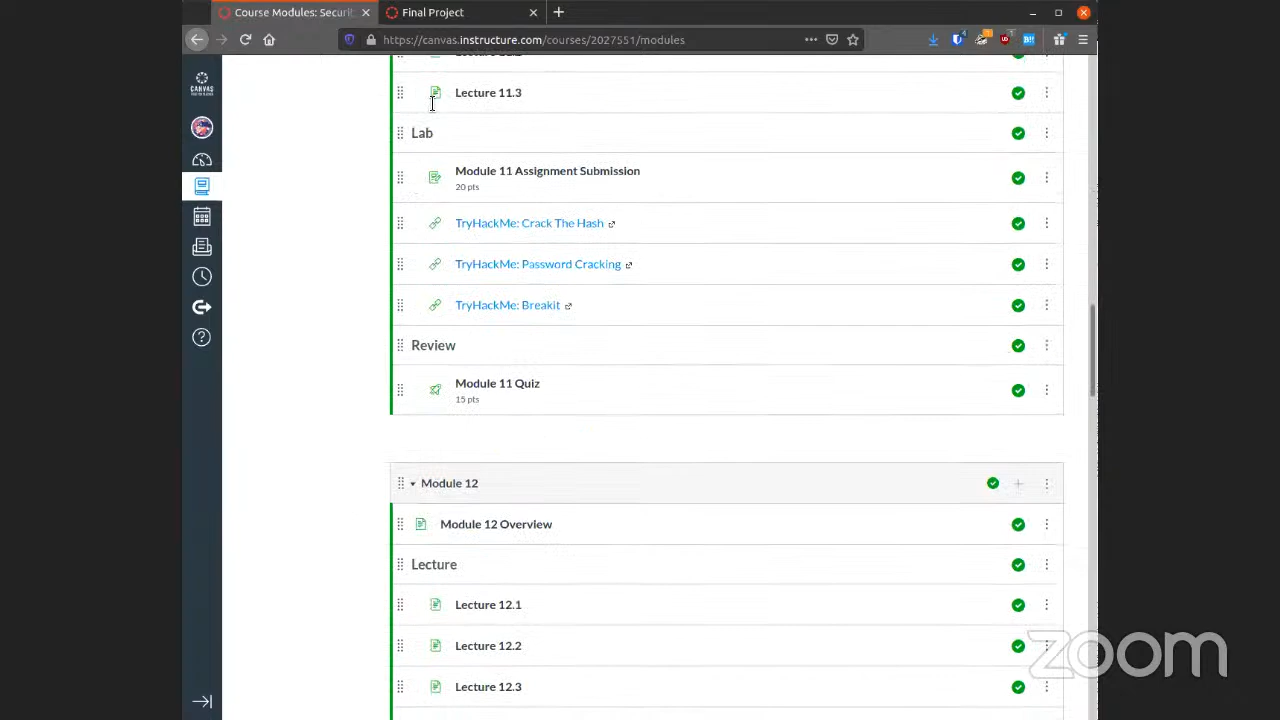 Course Modules: Securi
Final Project
https://canvas.instructure.com/courses/2027551/modules
CANVAS
Lecture 11.3
Lab
Module 11 Assignment Submission
20 pts
TryHackMe: Crack The Hash
TryHackMe: Password Cracking
TryHackMe: Breakit
Review
Module 11 Quiz
15 pts
Module 12
Module 12 Overview
Lecture
Lecture 12.1
Lecture 12.2
Lecture 12.3
zoom